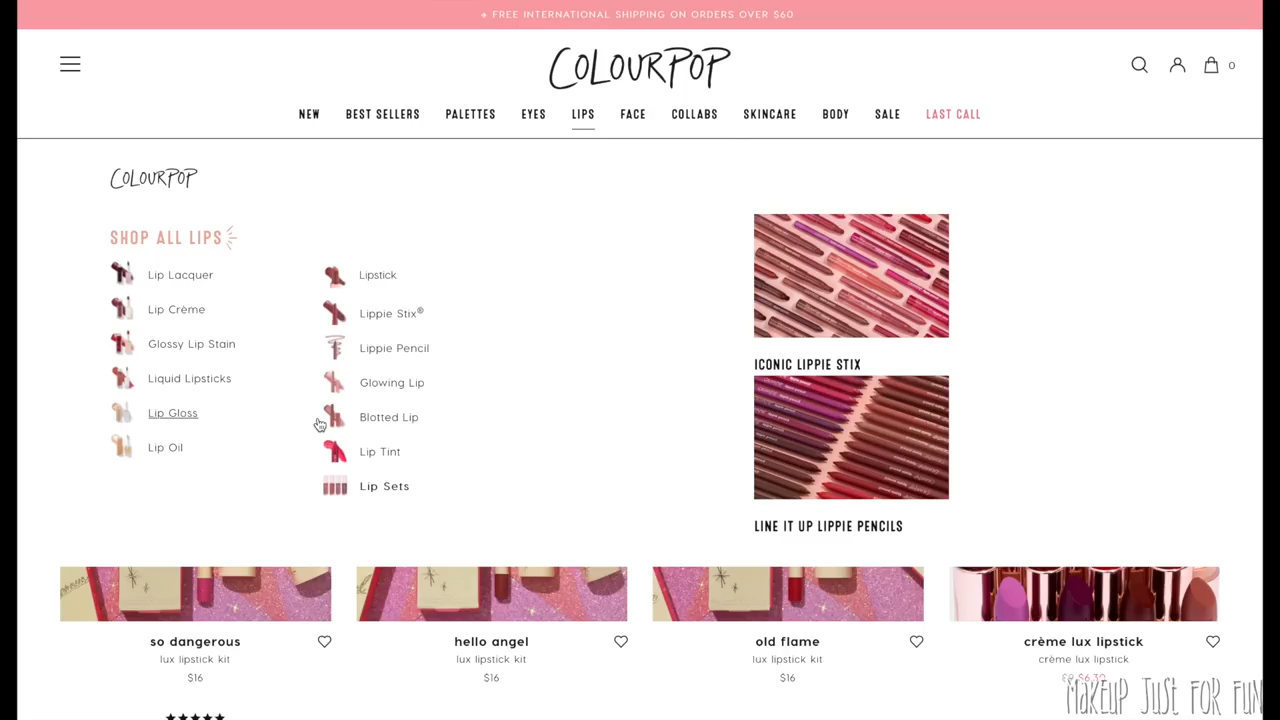 + FREE INTERNATIONAL SHIPPING ON ORDERS OVER $60
COLOURPOP
0
NEW BEST SELLERS PALETTES EYES LIPS FACE COLLABS SKINCARE BODY SALE LAST CALL
COLOURPOP
SHOP ALL LIPS
Lip Lacquer
Lip Crème
Glossy Lip Stain
Liquid Lipsticks
Lip Gloss
Lip Oil
Lipstick
Lippie Stix®
Lippie Pencil
Glowing Lip
Blotted Lip
Lip Tint
Lip Sets
ICONIC LIPPIE STIX
LINE IT UP LIPPIE PENCILS
so dangerous
lux lipstick kit
$16
hello angel
lux lipstick kit
$16
old flame
lux lipstick kit
$16
crème lux lipstick
crème lux lipstick
$9 $6.30
MAKEUP JUST FOR FUN